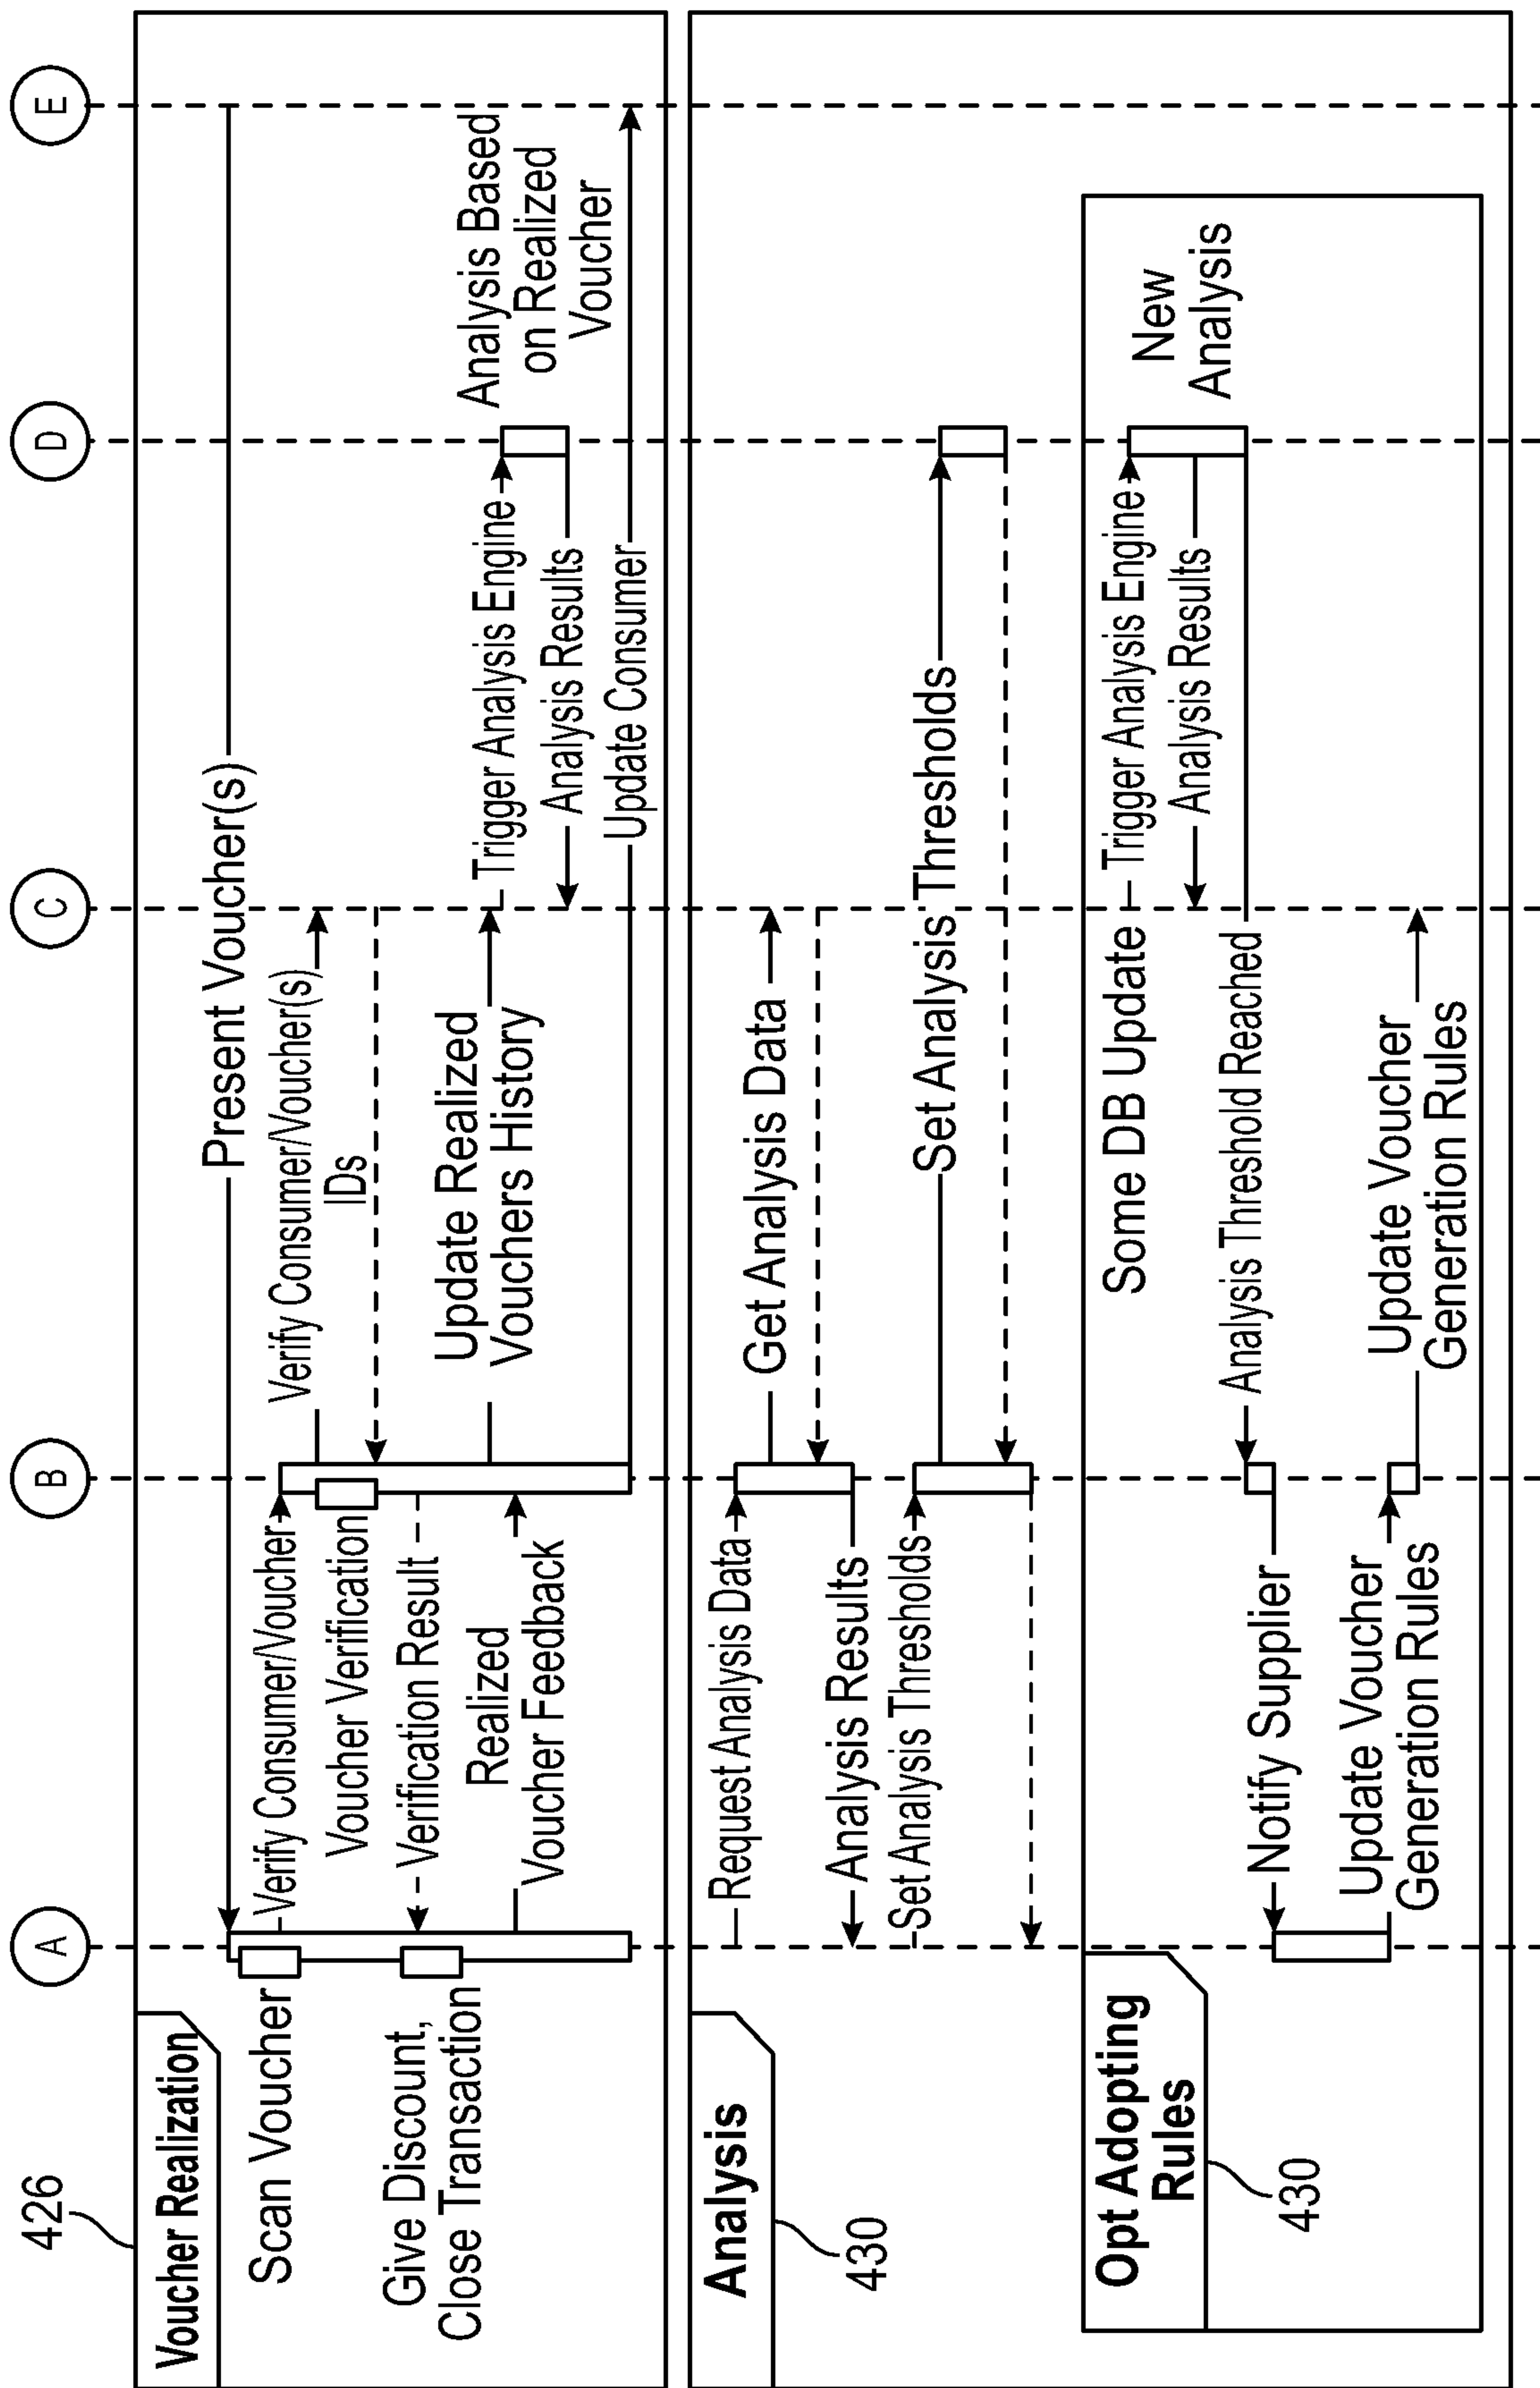 A
B
C
D
E
426
Voucher Realization
Present Voucher(s)
Scan Voucher
Verify Consumer/Voucher
Verify Consumer/Voucher(s)
IDs
Voucher Verification
Verification Result
Give Discount,
Close Transaction
Update Realized
Vouchers History
Realized
Voucher Feedback
Trigger Analysis Engine
Analysis Based
on Realized
Voucher
Analysis Results
Update Consumer
Analysis
430
Request Analysis Data
Get Analysis Data
Analysis Results
Set Analysis Thresholds
Set Analysis Thresholds
Opt Adopting
Rules
430
Some DB Update
Trigger Analysis Engine
New
Analysis
Analysis Results
Analysis Threshold Reached
Notify Supplier
Update Voucher
Generation Rules
Update Voucher
Generation Rules